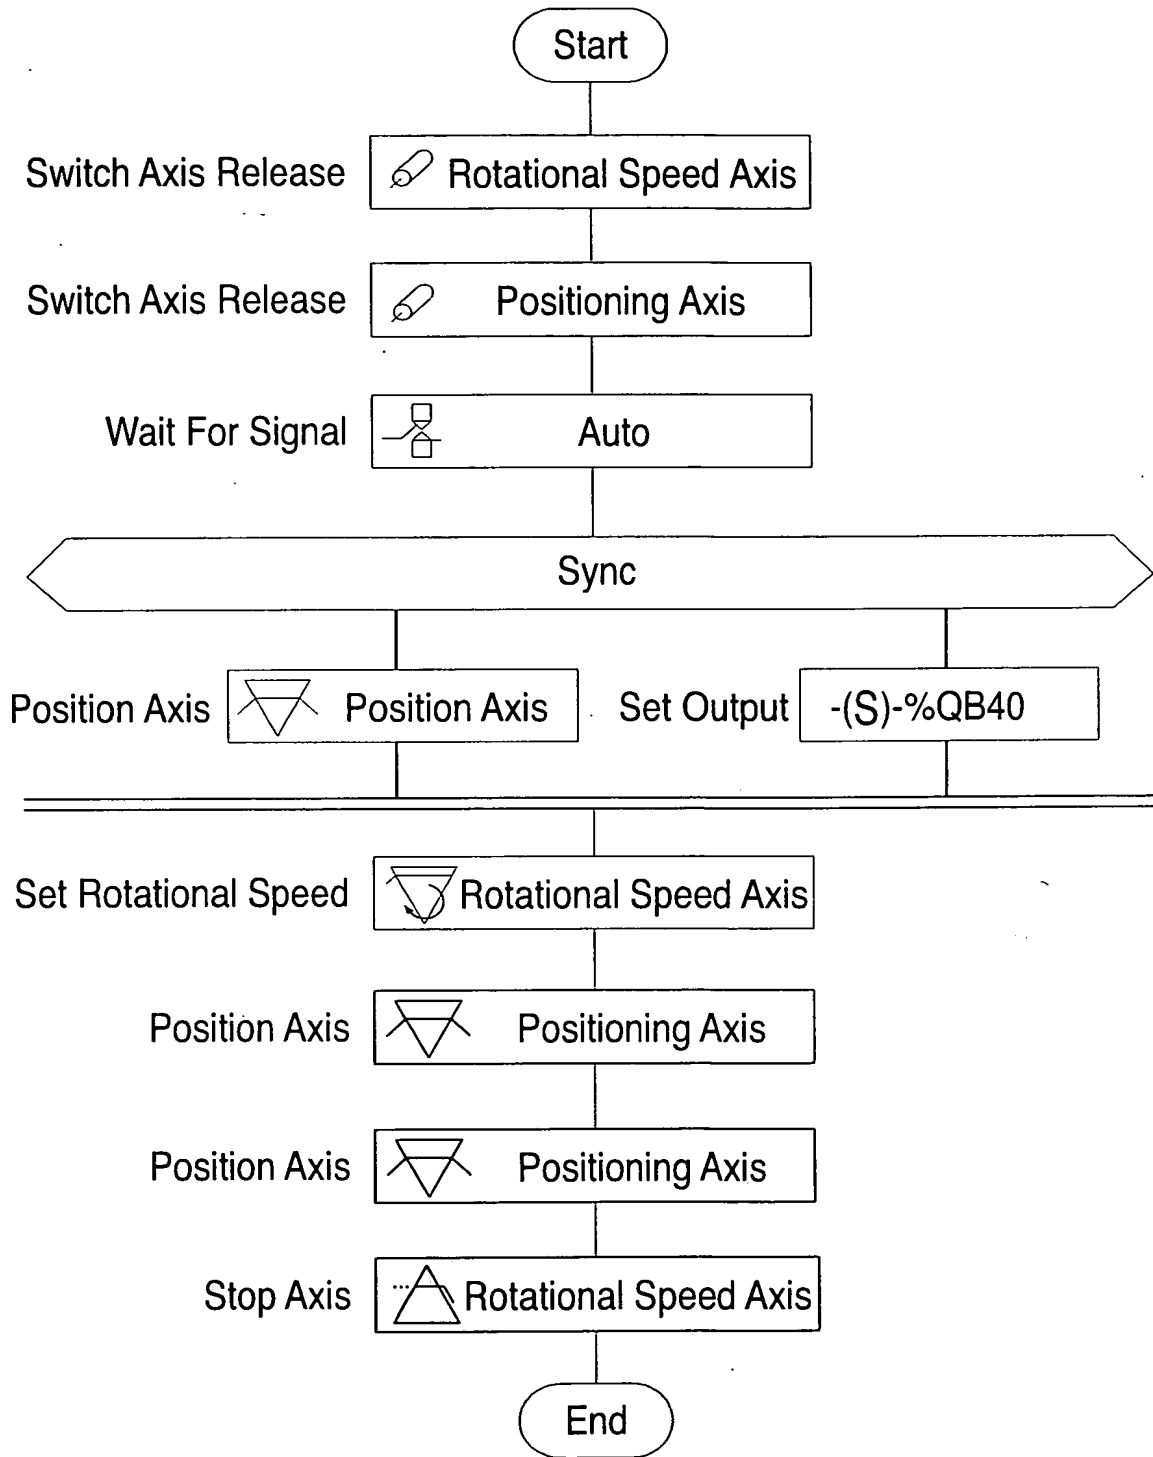 Start
Switch Axis Release Rotational Speed Axis
Switch Axis Release Positioning Axis
Wait For Signal Auto
Sync
Position Axis Position Axis Set Output -(S)-%QB40
Set Rotational Speed Rotational Speed Axis
Position Axis Positioning Axis
Position Axis Positioning Axis
Stop Axis Rotational Speed Axis
End